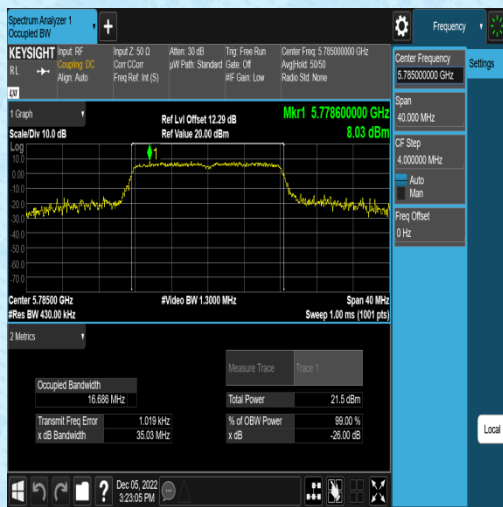 Spectrum Analyzer 1
Occupied BW
Frequency
KEYSIGHT
Input: RF
Input Z: 50 Ω
Atten: 30 dB
Trig: Free Run
Center Freq: 5.785000000 GHz
R L
Coupling: DC
Corr CCorr
µW Path: Standard
Gate: Off
Avg|Hold: 50/50
Align: Auto
Freq Ref: Int (S)
#IF Gain: Low
Radio Std: None
LXI
Center Frequency
5.785000000 GHz
Settings
Span
40.000 MHz
CF Step
4.000000 MHz
Auto
Man
Freq Offset
0 Hz
Local
1 Graph
Ref Lvl Offset 12.29 dB
Mkr1 5.778600000 GHz
Scale/Div 10.0 dB
Ref Value 20.00 dBm
8.03 dBm
Log
10.0
0.00
-10.0
-20.0
-30.0
-40.0
-50.0
-60.0
-70.0
1
Center 5.78500 GHz
#Video BW 1.3000 MHz
Span 40 MHz
#Res BW 430.00 kHz
Sweep 1.00 ms (1001 pts)
2 Metrics
Measure Trace
Trace 1
Occupied Bandwidth
16.686 MHz
Total Power
21.5 dBm
Transmit Freq Error
1.019 kHz
% of OBW Power
99.00 %
x dB Bandwidth
35.03 MHz
x dB
-26.00 dB
?
Dec 05, 2022
3:23:05 PM